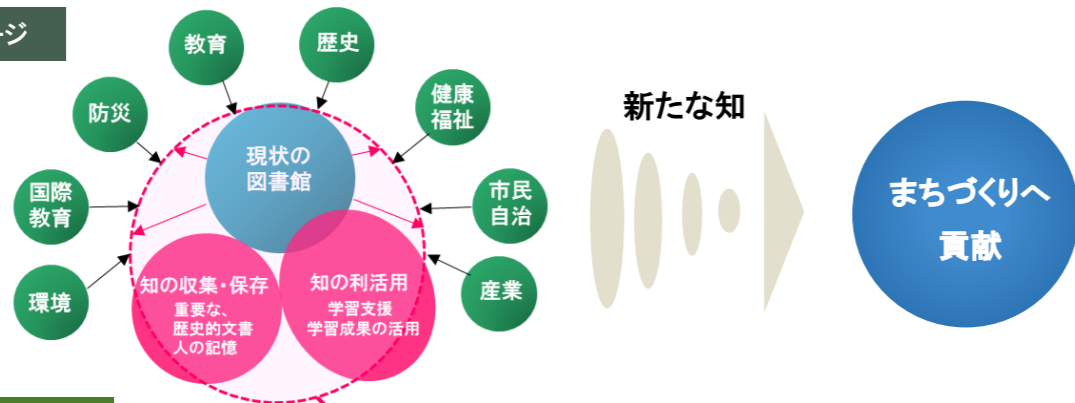 ージ
教育
歴史
防災
健康
福祉
現状の
図書館
国際
教育
市民
自治
環境
産業
知の収集・保存
重要な、
歴史的文書
人の記憶
知の利活用
学習支援
学習成果の活用
新たな知
まちづくりへ
貢献